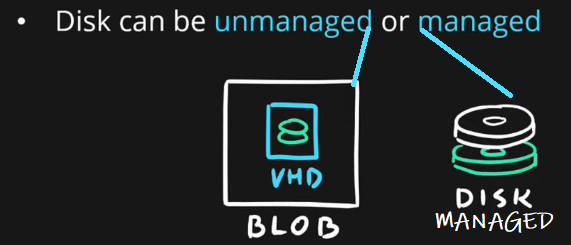 • Disk can be unmanaged or managed
VHD
BLOB
DISK
MANAGED